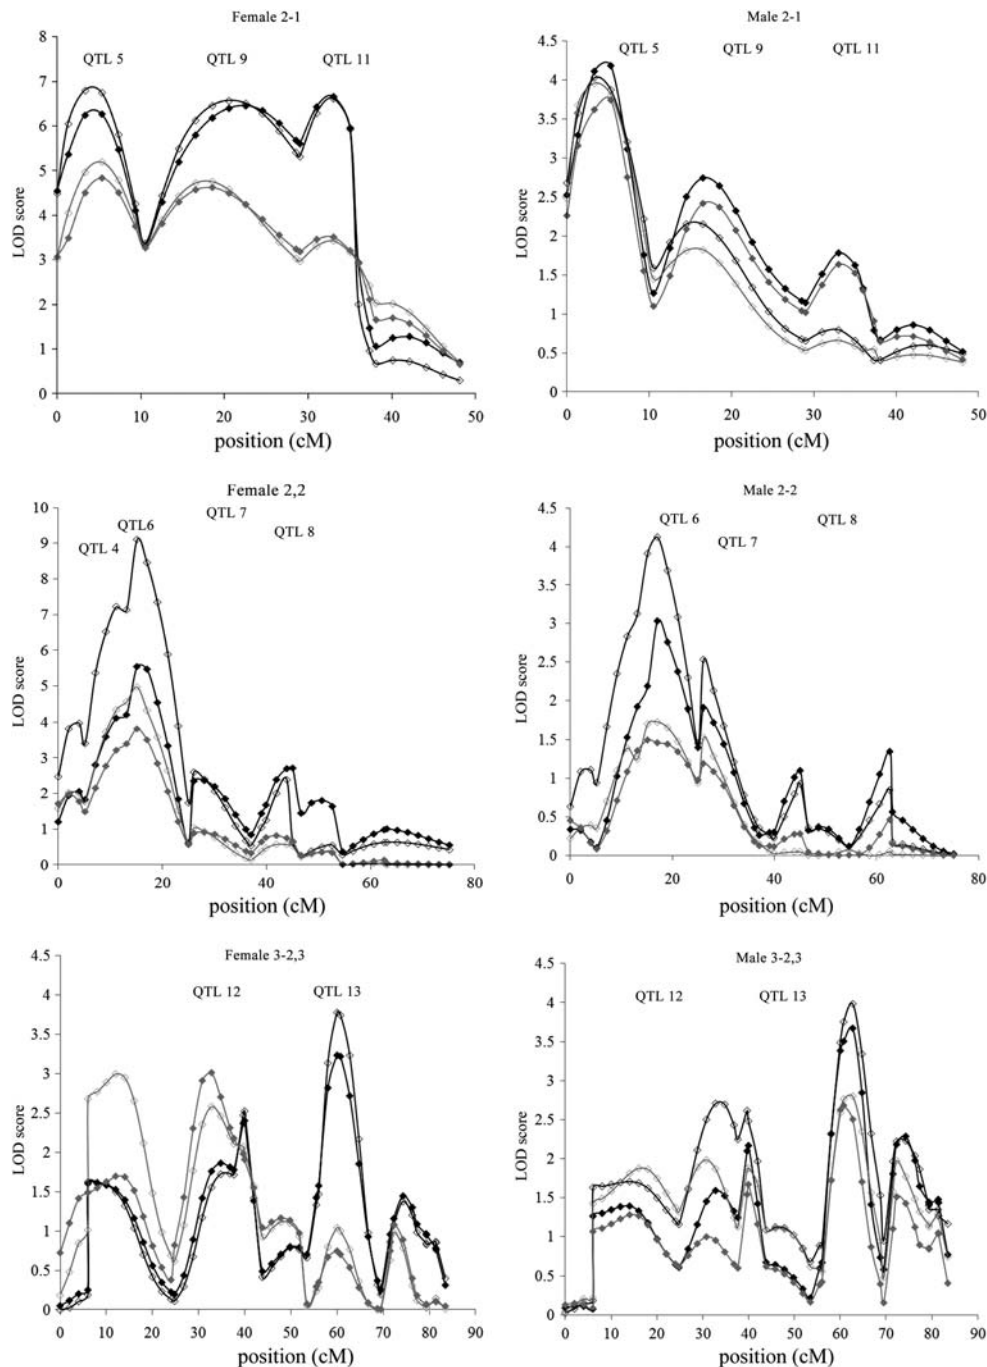 Female 2-1
8
7
6
5
4
3
2
1
0
LOD score
QTL 5
QTL 9
QTL 11
0 10 20 30 40 50
position (cM)
Male 2-1
4.5
4
3.5
3
2.5
2
1.5
1
0.5
0
LOD score
QTL 5
QTL 9
QTL 11
0 10 20 30 40 50
position (cM)
Female 2,2
10
9
8
7
6
5
4
3
2
1
0
LOD score
QTL 4
QTL6
QTL 7
QTL 8
0 20 40 60 80
position (cM)
Male 2-2
4.5
4
3.5
3
2.5
2
1.5
1
0.5
0
LOD score
QTL 6
QTL 7
QTL 8
0 20 40 60 80
position (cM)
Female 3-2,3
4.5
4
3.5
3
2.5
2
1.5
1
0.5
0
LOD score
QTL 12
QTL 13
0 10 20 30 40 50 60 70 80 90
position (cM)
Male 3-2,3
4.5
4
3.5
3
2.5
2
1.5
1
0.5
0
LOD score
QTL 12
QTL 13
0 10 20 30 40 50 60 70 80 90
position (cM)